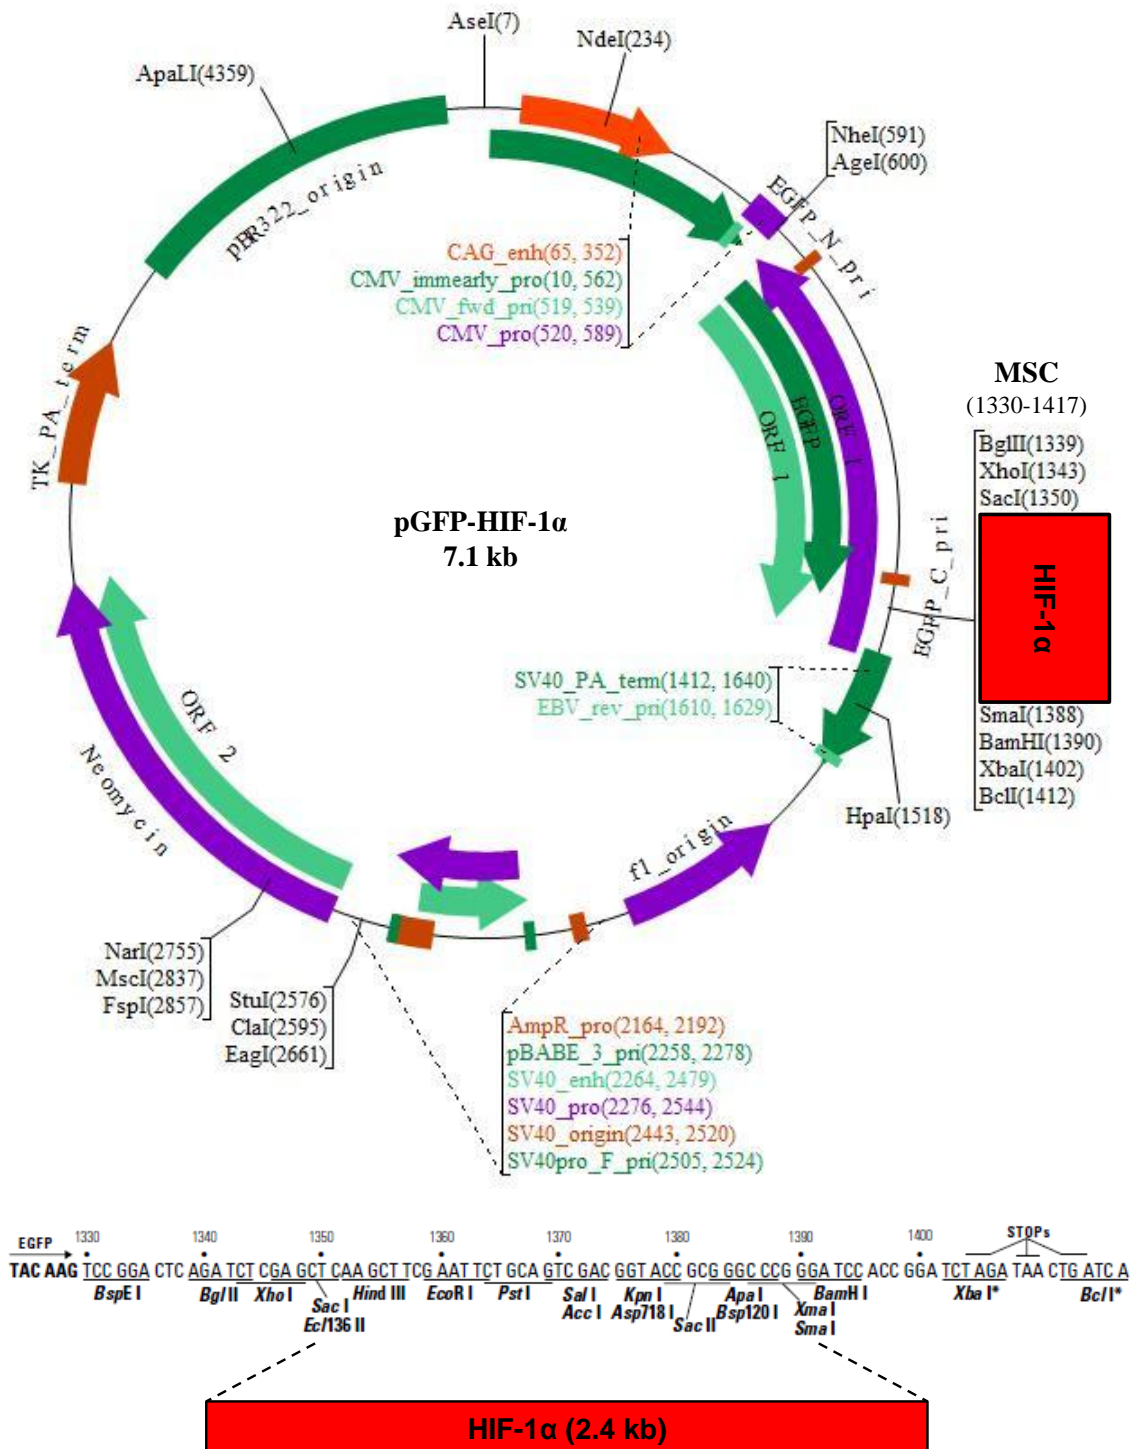 AseI(7)
NdeI(234)
ApaLI(4359)
NheI(591)
AgeI(600)
pBR322_origin
EGFP_N_pri
CAG_enh(65, 352)
CMV_immearly_pro(10, 562)
CMV_fwd_pri(519, 539)
CMV_pro(520, 589)
TK_PA_term
ORF 1
EGFP
ORF 1
MSC
(1330-1417)
BglII(1339)
XhoI(1343)
SacI(1350)
HIF-1α
SmaI(1388)
BamHI(1390)
XbaI(1402)
BclI(1412)
pGFP-HIF-1α
7.1 kb
EGFP_C_pri
SV40_PA_term(1412, 1640)
EBV_rev_pri(1610, 1629)
HpaI(1518)
f1_origin
ORF 2
Neomycin
NarI(2755)
MscI(2837)
FspI(2857)
StuI(2576)
ClaI(2595)
EagI(2661)
AmpR_pro(2164, 2192)
pBABE_3_pri(2258, 2278)
SV40_enh(2264, 2479)
SV40_pro(2276, 2544)
SV40_origin(2443, 2520)
SV40pro_F_pri(2505, 2524)
EGFP 1330 1340 1350 1360 1370 1380 1390 1400 STOPs
TAC AAG TCC GGA CTC AGA TCT CGA GCT CAA GCT TCG AAT TCT GCA GTC GAC GGT ACC GCG GGC CCG GGA TCC ACC GGA TCT AGA TAA CTG ATC A
BspE I Bgl II Xho I Hind III EcoR I Pst I Sal I Kpn I Apa I BamH I Xba I* Bcl I*
Sac I Acc I Asp718 I Bsp120 I Xma I
Ecl136 II Sac II Sma I
HIF-1α (2.4 kb)